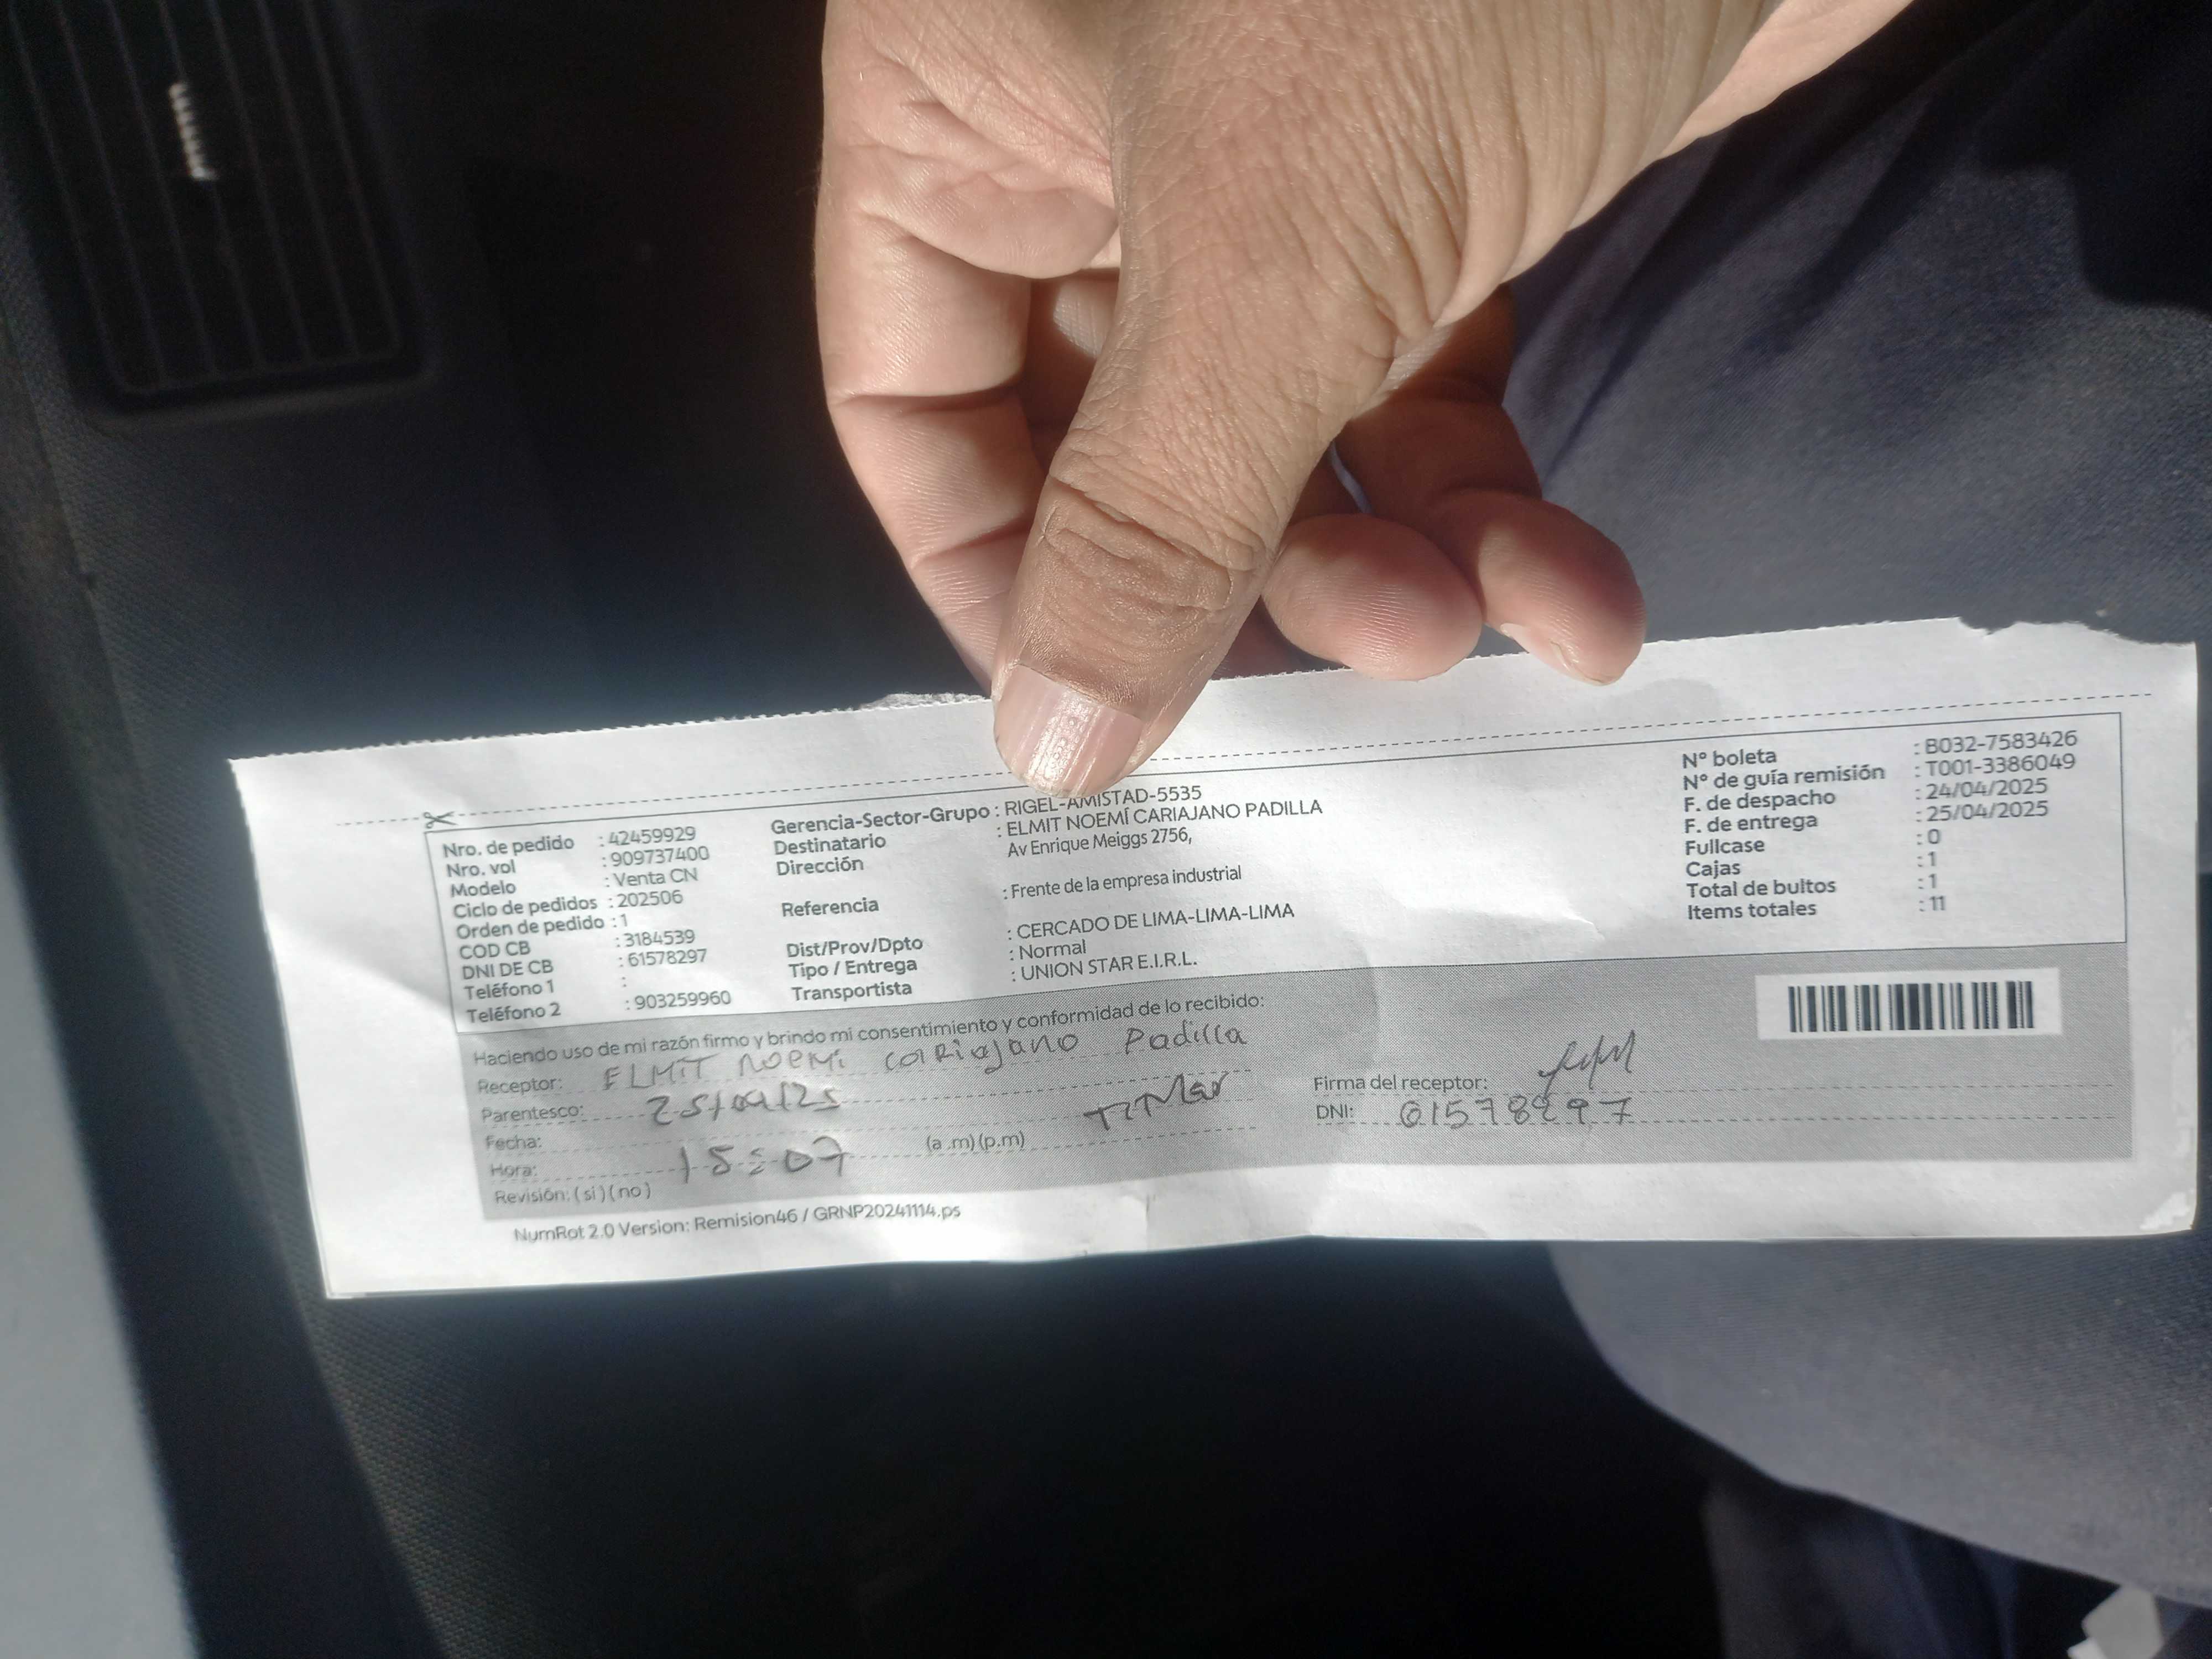 Nro. de pedido : 42459929
Nro. vol : 909737400
Modelo : Venta CN
Ciclo de pedidos : 202506
Orden de pedido : 1
COD CB : 3184539
DNI DE CB : 61578297
Teléfono 1 :
Teléfono 2 : 903259960
Gerencia-Sector-Grupo : RIGEL-AMISTAD-5535
Destinatario : ELMIT NOEMÍ CARIAJANO PADILLA
Dirección Av Enrique Meiggs 2756,
Referencia : Frente de la empresa industrial
Dist/Prov/Dpto : CERCADO DE LIMA-LIMA-LIMA
Tipo / Entrega : Normal
Transportista : UNION STAR E.I.R.L.
N° boleta : B032-7583426
N° de guía remisión : T001-3386049
F. de despacho : 24/04/2025
F. de entrega : 25/04/2025
Fullcase : 0
Cajas : 1
Total de bultos : 1
Items totales : 11
Haciendo uso de mi razón firmo y brindo mi consentimiento y conformidad de lo recibido:
Receptor: ELMIT NOEMi CARiajano Padilla
Parentesco: TiTular
Fecha: 25/04/25
Hora: 15:07 (a .m) (p.m)
Revisión: ( si ) ( no )
Firma del receptor:
DNI: 61578297
NumRot 2.0 Version: Remision46 / GRNP20241114.ps